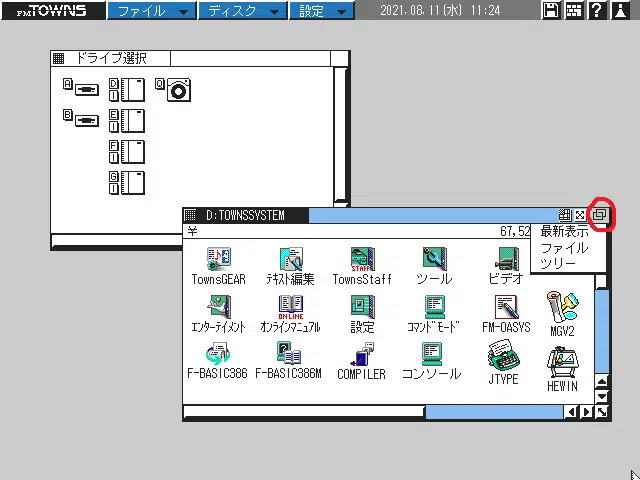 FM TOWNS ファイル ディスク 設定 2021.08.11(水) 11:24 ?
ドライブ選択
A D Q
I
B E
I
F
I
G
I
D:TOWNSSYSTEM
¥ 67,52
最新表示
ファイル
ツリー
STAFF
TownsGEAR テキスト編集 TownsStaff ツール ビデオ
ON LINE
エンターテイメント オンラインマニュアル 設定 コマンドモード FM-OASYS MGV2
F-BASIC386 F-BASIC386M COMPILER コンソール JTYPE HEWIN